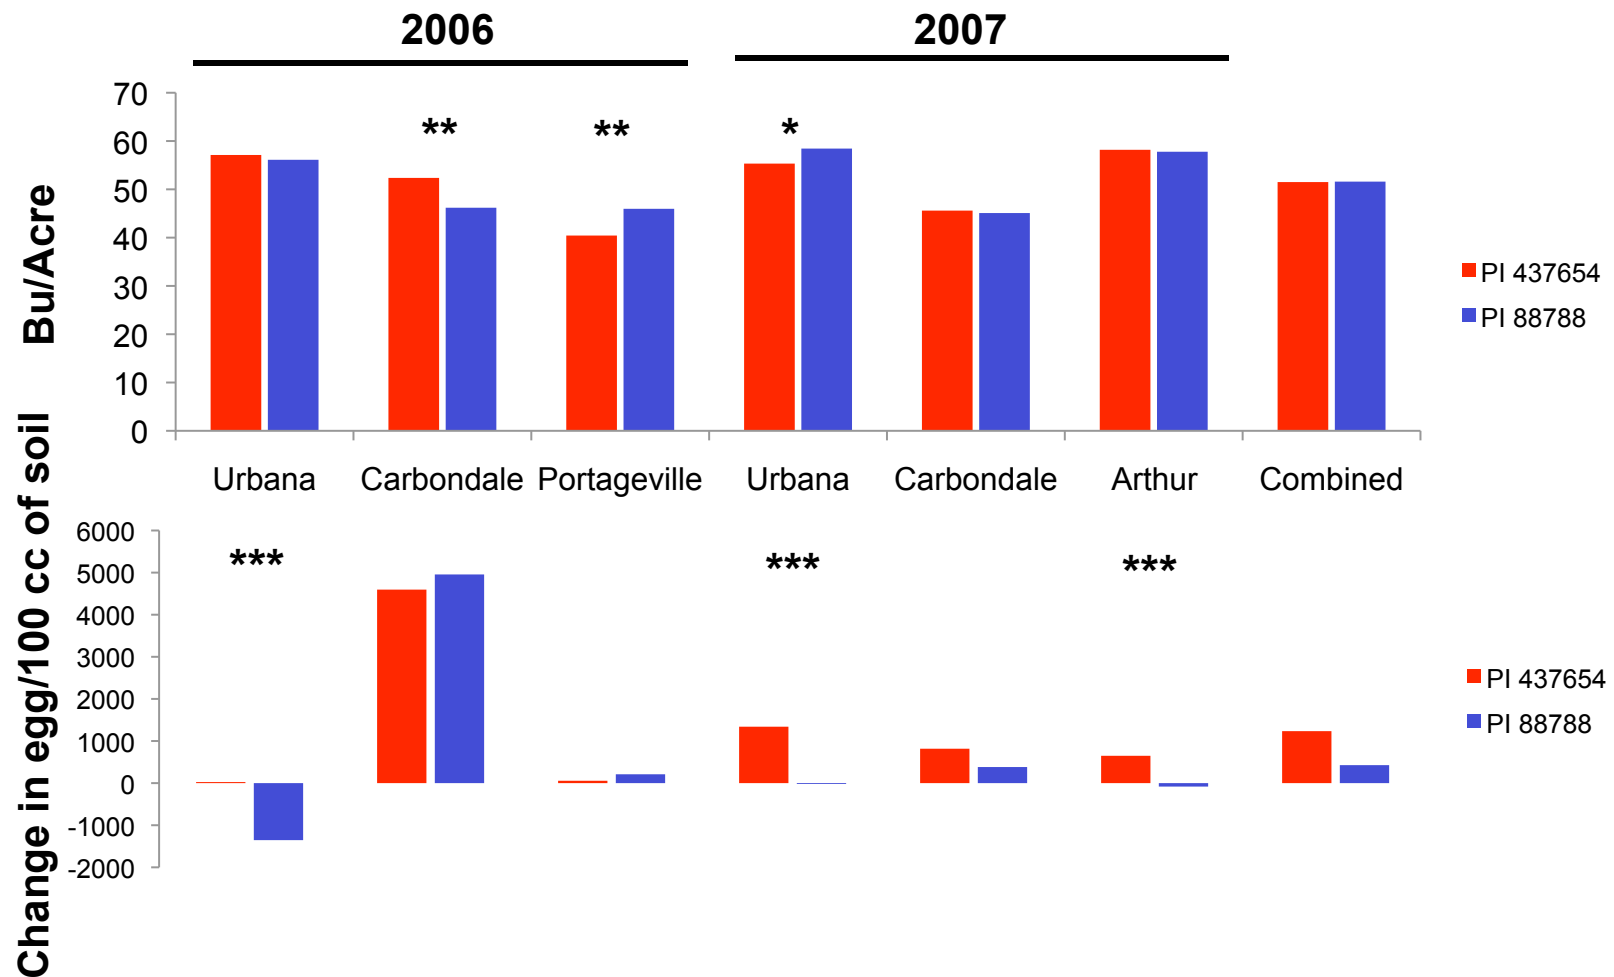 2006
2007
Bu/Acre
70
60
50
40
30
20
10
0
**
**
*
PI 437654
PI 88788
Urbana
Carbondale
Portageville
Urbana
Carbondale
Arthur
Combined
Change in egg/100 cc of soil
6000
5000
4000
3000
2000
1000
0
-1000
-2000
***
***
***
PI 437654
PI 88788